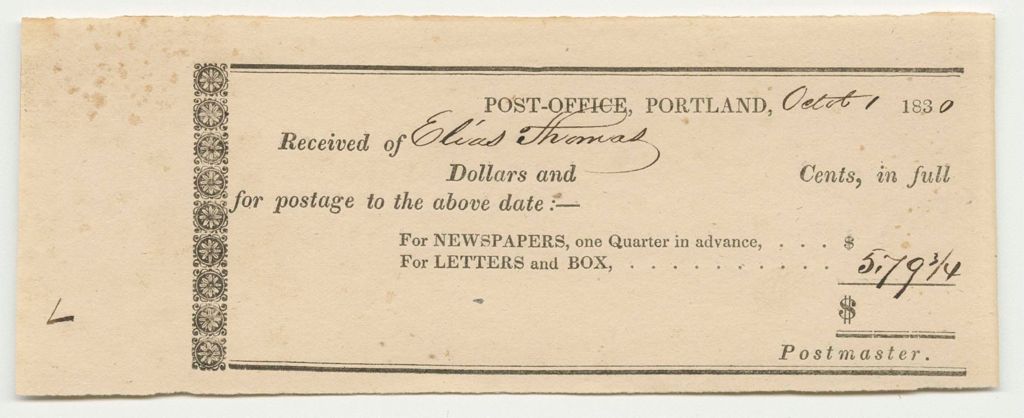 POST-OFFICE, PORTLAND, Octob 1 1830
Received of Elias Thomas
Dollars and Cents, in full
for postage to the above date :—
For NEWSPAPERS, one Quarter in advance, . . . $
For LETTERS and BOX, . . . . . . . . . . . 5.79 3/4
$
Postmaster.